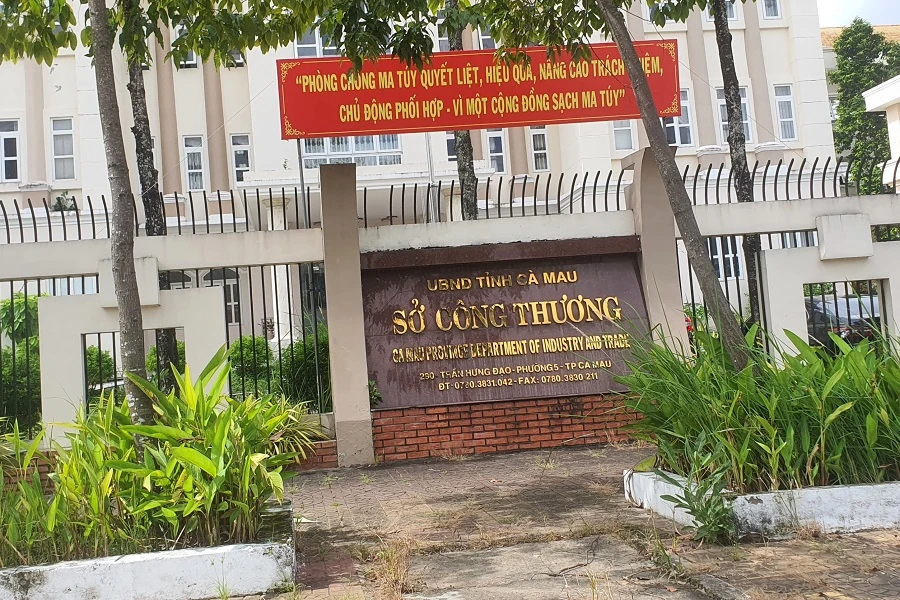 "PHÒNG CHỐNG MA TÚY QUYẾT LIỆT, HIỆU QUẢ, NÂNG CAO TRÁCH
CHỦ ĐỘNG PHỐI HỢP - VÌ MỘT CỘNG ĐỒNG SẠCH MA TÚY"
UBND TỈNH CÀ MAU
SỞ CÔNG THƯƠNG
CA MAU PROVINCE DEPARTMENT OF INDUSTRY AND TRADE
290 - TRẦN HƯNG ĐẠO - PHƯỜNG 5 - TP CÀ MAU
ĐT: 0780.3831.042 - FAX: 0780.3830 211